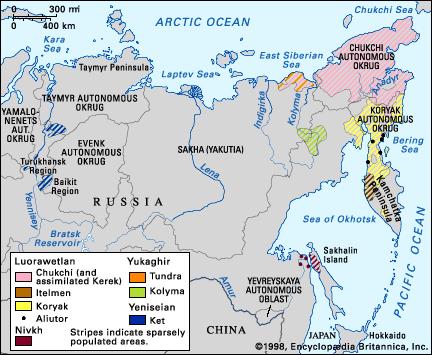 0 300 mi
0 400 km
ARCTIC OCEAN
Chukchi Sea
Kara
Sea
Taymyr Peninsula
Laptev Sea
East Siberian
Sea
CHUKCHI
AUTONOMOUS
OKRUG
Anadyr
TAYMYR AUTONOMOUS
OKRUG
YAMALO-
NENETS
AUT.
OKRUG
Indigirka
Kolyma
KORYAK
AUTONOMOUS
OKRUG
Bering
Sea
EVENK
AUTONOMOUS
OKRUG
SAKHA (YAKUTIA)
Turukhansk
Region
Baikit
Region
Lena
Kamchatka
Peninsula
Yenisey
RUSSIA
Bratsk
Reservoir
Sea of Okhotsk
PACIFIC OCEAN
Sakhalin
Island
YEVREYSKAYA
AUTONOMOUS
OBLAST
Amur
CHINA
JAPAN
Hokkaido
Luorawetlan
Chukchi (and
assimilated Kerek)
Itelmen
Koryak
Aliutor
Nivkh
Yukaghir
Tundra
Kolyma
Yeniseian
Ket
Stripes indicate sparsely
populated areas.
©1998, Encyclopædia Britannica, Inc.